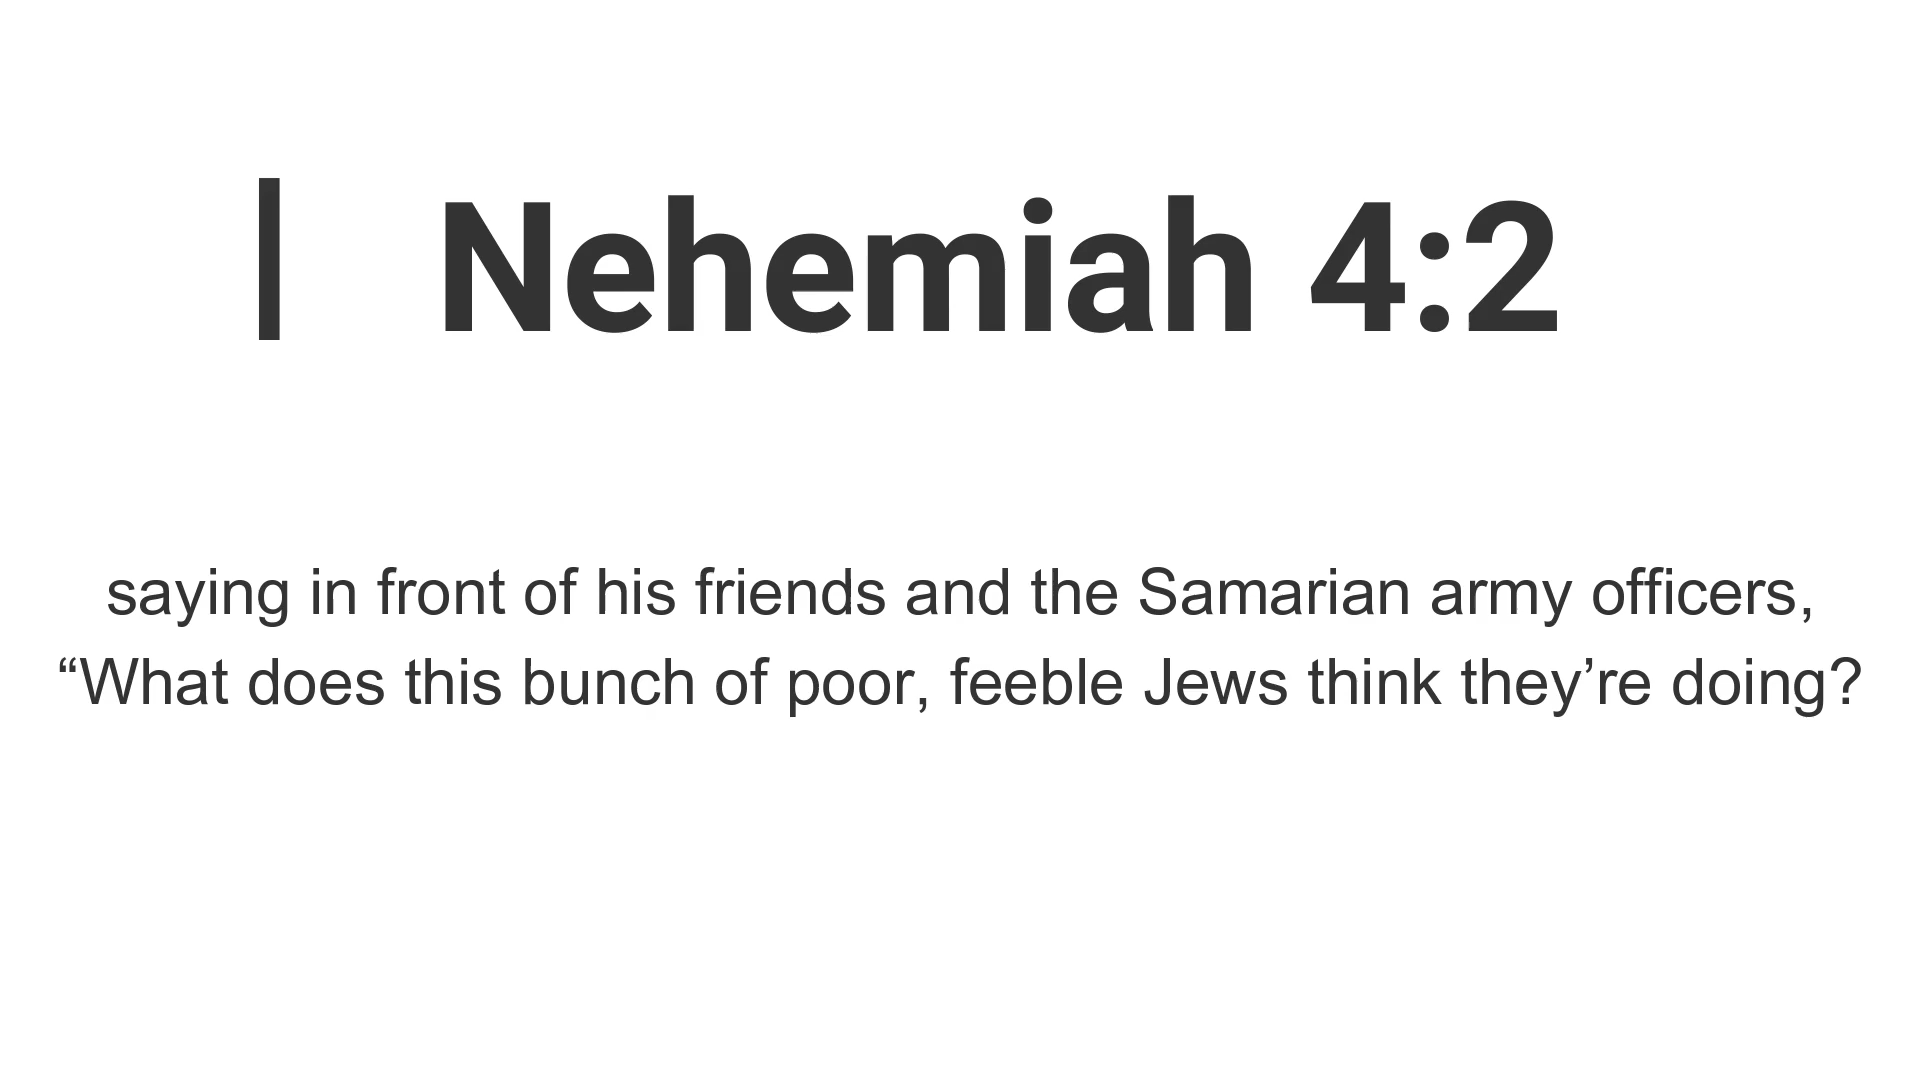 | Nehemiah 4:2
saying in front of his friends and the Samarian army officers,
“What does this bunch of poor, feeble Jews think they’re doing?